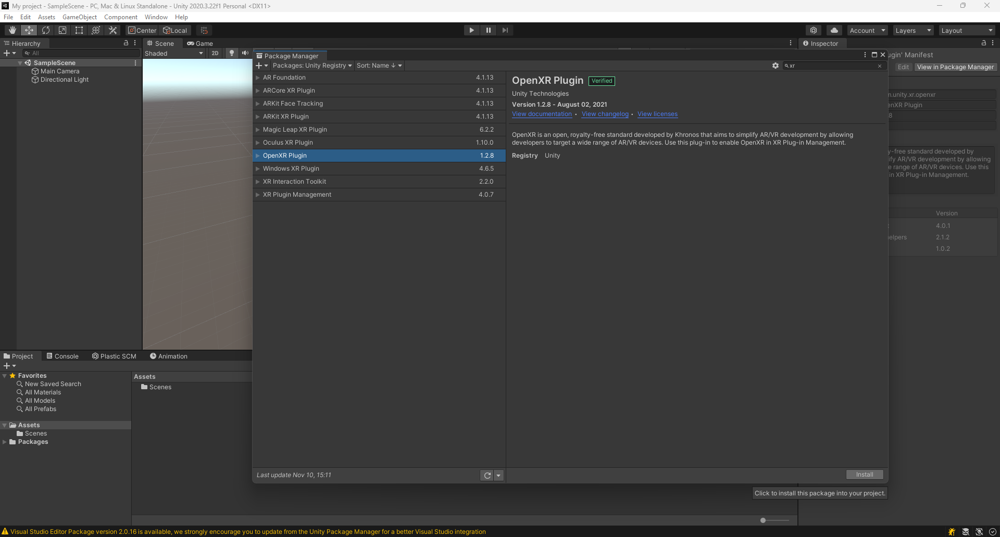 My project - SampleScene - PC, Mac & Linux Standalone - Unity 2020.3.22f1 Personal <DX11>
File Edit Assets GameObject Component Window Help
Center Local Account Layers Layout
Hierarchy Scene Game Inspector
All
Shaded 2D
SampleScene
Main Camera
Directional Light
Package Manager
Packages: Unity Registry Sort: Name ↓ xr
AR Foundation 4.1.13
ARCore XR Plugin 4.1.13
ARKit Face Tracking 4.1.13
ARKit XR Plugin 4.1.13
Magic Leap XR Plugin 6.2.2
Oculus XR Plugin 1.10.0
OpenXR Plugin 1.2.8
Windows XR Plugin 4.6.5
XR Interaction Toolkit 2.2.0
XR Plugin Management 4.0.7
Last update Nov 10, 15:11
OpenXR Plugin Verified
Unity Technologies
Version 1.2.8 - August 02, 2021
View documentation • View changelog • View licenses
OpenXR is an open, royalty-free standard developed by Khronos that aims to simplify AR/VR development by allowing
developers to target a wide range of AR/VR devices. Use this plug-in to enable OpenXR in XR Plug-in Management.
Registry Unity
Install
Click to install this package into your project.
ugin' Manifest
Edit View in Package Manager
.unity.xr.openxr
nXR Plugin
8
y-free standard developed by
ify AR/VR development by allowing
e range of AR/VR devices. Use this
in XR Plug-in Management.
Version
4.0.1
elpers 2.1.2
1.0.2
Project Console Plastic SCM Animation
Favorites
New Saved Search
All Materials
All Models
All Prefabs
Assets
Scenes
Packages
Assets
Scenes
Visual Studio Editor Package version 2.0.16 is available, we strongly encourage you to update from the Unity Package Manager for a better Visual Studio integration